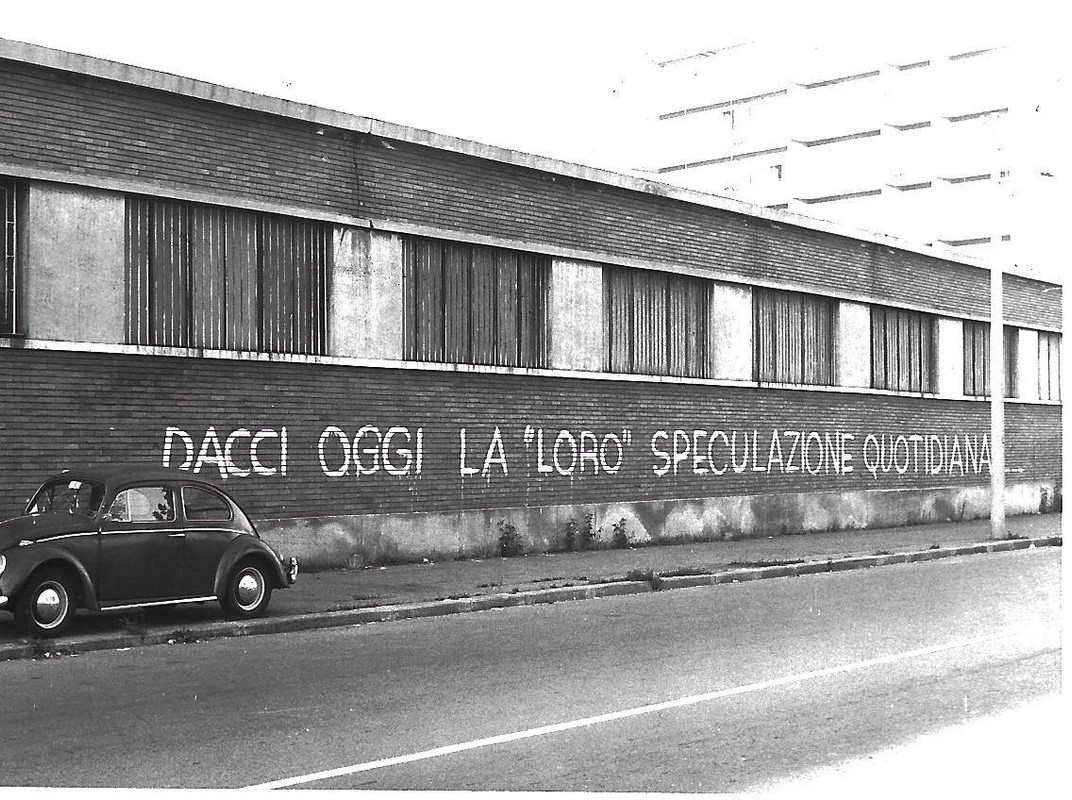 DACCI OGGI LA "LORO" SPECULAZIONE QUOTIDIANA